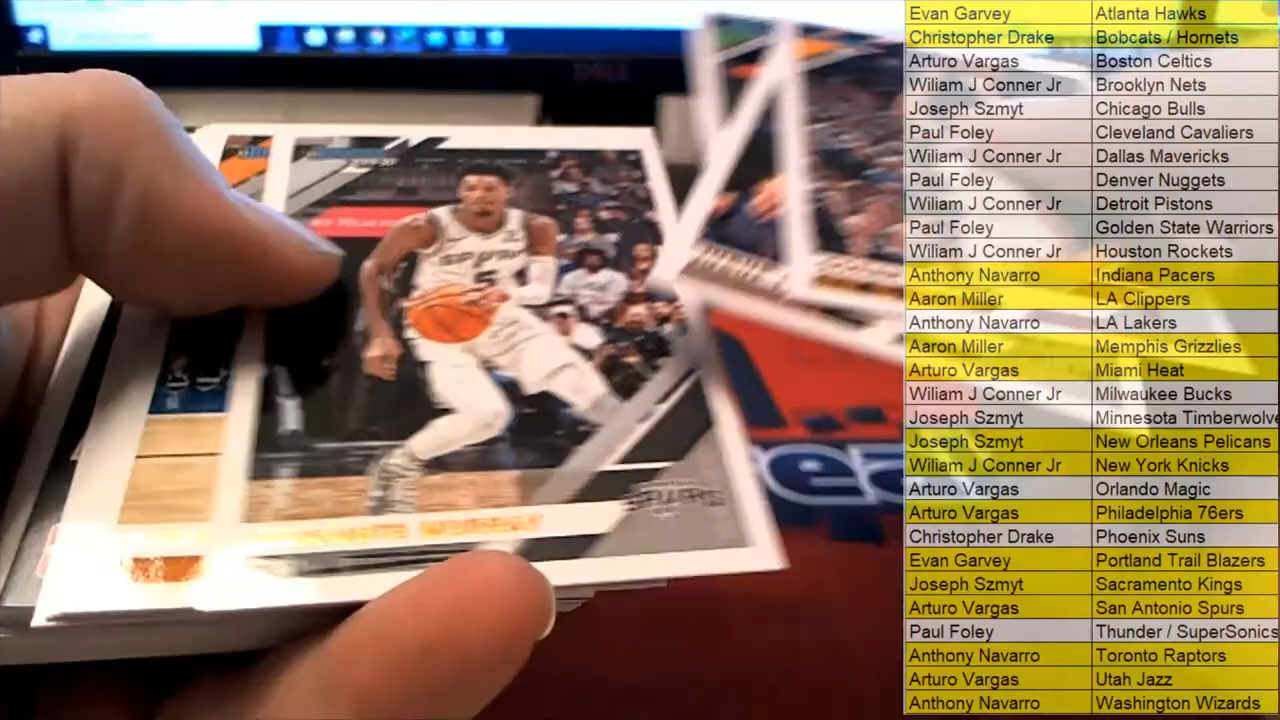 Evan Garvey Atlanta Hawks
Christopher Drake Bobcats / Hornets
Arturo Vargas Boston Celtics
Wiliam J Conner Jr Brooklyn Nets
Joseph Szmyt Chicago Bulls
Paul Foley Cleveland Cavaliers
Wiliam J Conner Jr Dallas Mavericks
Paul Foley Denver Nuggets
Wiliam J Conner Jr Detroit Pistons
Paul Foley Golden State Warriors
Wiliam J Conner Jr Houston Rockets
Anthony Navarro Indiana Pacers
Aaron Miller LA Clippers
Anthony Navarro LA Lakers
Aaron Miller Memphis Grizzlies
Arturo Vargas Miami Heat
Wiliam J Conner Jr Milwaukee Bucks
Joseph Szmyt Minnesota Timberwolve
Joseph Szmyt New Orleans Pelicans
Wiliam J Conner Jr New York Knicks
Arturo Vargas Orlando Magic
Arturo Vargas Philadelphia 76ers
Christopher Drake Phoenix Suns
Evan Garvey Portland Trail Blazers
Joseph Szmyt Sacramento Kings
Arturo Vargas San Antonio Spurs
Paul Foley Thunder / SuperSonics
Anthony Navarro Toronto Raptors
Arturo Vargas Utah Jazz
Anthony Navarro Washington Wizards
SPURS
5
SPURS